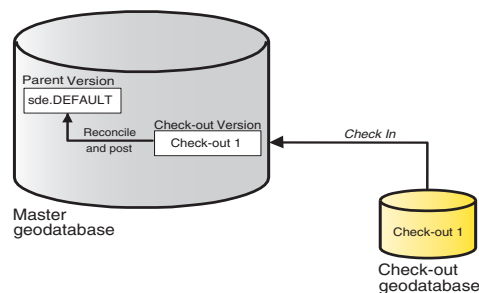 Parent Version
sde.DEFAULT
Reconcile
and post
Check-out Version
Check-out 1
Check In
Master
geodatabase
Check-out 1
Check-out
geodatabase